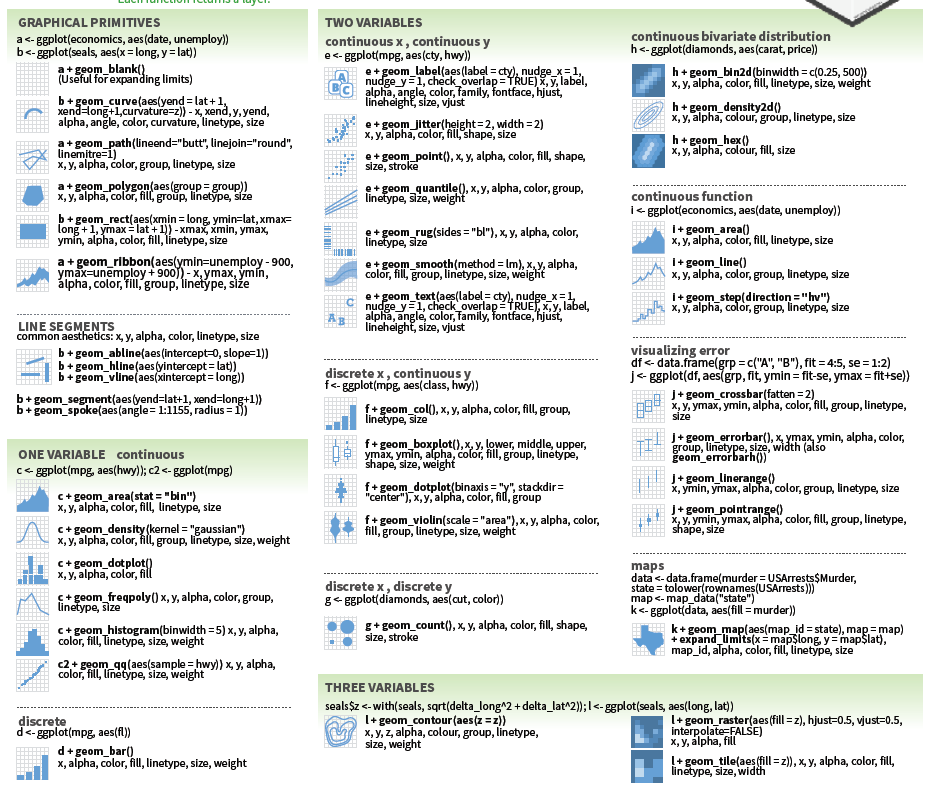 Each function returns a layer.
GRAPHICAL PRIMITIVES
a <- ggplot(economics, aes(date, unemploy))
b <- ggplot(seals, aes(x = long, y = lat))
a + geom_blank()
(Useful for expanding limits)
b + geom_curve(aes(yend = lat + 1,
xend=long+1,curvature=z)) - x, xend, y, yend,
alpha, angle, color, curvature, linetype, size
a + geom_path(lineend="butt", linejoin="round",
linemitre=1)
x, y, alpha, color, group, linetype, size
a + geom_polygon(aes(group = group))
x, y, alpha, color, fill, group, linetype, size
b + geom_rect(aes(xmin = long, ymin=lat, xmax=
long + 1, ymax = lat + 1)) - xmax, xmin, ymax,
ymin, alpha, color, fill, linetype, size
a + geom_ribbon(aes(ymin=unemploy - 900,
ymax=unemploy + 900)) - x, ymax, ymin,
alpha, color, fill, group, linetype, size
LINE SEGMENTS
common aesthetics: x, y, alpha, color, linetype, size
b + geom_abline(aes(intercept=0, slope=1))
b + geom_hline(aes(yintercept = lat))
b + geom_vline(aes(xintercept = long))
b + geom_segment(aes(yend=lat+1, xend=long+1))
b + geom_spoke(aes(angle = 1:1155, radius = 1))
ONE VARIABLE continuous
c <- ggplot(mpg, aes(hwy)); c2 <- ggplot(mpg)
c + geom_area(stat = "bin")
x, y, alpha, color, fill, linetype, size
c + geom_density(kernel = "gaussian")
x, y, alpha, color, fill, group, linetype, size, weight
c + geom_dotplot()
x, y, alpha, color, fill
c + geom_freqpoly() x, y, alpha, color, group,
linetype, size
c + geom_histogram(binwidth = 5) x, y, alpha,
color, fill, linetype, size, weight
c2 + geom_qq(aes(sample = hwy)) x, y, alpha,
color, fill, linetype, size, weight
discrete
d <- ggplot(mpg, aes(fl))
d + geom_bar()
x, alpha, color, fill, linetype, size, weight
TWO VARIABLES
continuous x , continuous y
e <- ggplot(mpg, aes(cty, hwy))
e + geom_label(aes(label = cty), nudge_x = 1,
nudge_y = 1, check_overlap = TRUE) x, y, label,
alpha, angle, color, family, fontface, hjust,
lineheight, size, vjust
A B C
e + geom_jitter(height = 2, width = 2)
x, y, alpha, color, fill, shape, size
e + geom_point(), x, y, alpha, color, fill, shape,
size, stroke
e + geom_quantile(), x, y, alpha, color, group,
linetype, size, weight
e + geom_rug(sides = "bl"), x, y, alpha, color,
linetype, size
e + geom_smooth(method = lm), x, y, alpha,
color, fill, group, linetype, size, weight
e + geom_text(aes(label = cty), nudge_x = 1,
nudge_y = 1, check_overlap = TRUE), x, y, label,
alpha, angle, color, family, fontface, hjust,
lineheight, size, vjust
A B C
discrete x , continuous y
f <- ggplot(mpg, aes(class, hwy))
f + geom_col(), x, y, alpha, color, fill, group,
linetype, size
f + geom_boxplot(), x, y, lower, middle, upper,
ymax, ymin, alpha, color, fill, group, linetype,
shape, size, weight
f + geom_dotplot(binaxis = "y", stackdir =
"center"), x, y, alpha, color, fill, group
f + geom_violin(scale = "area"), x, y, alpha, color,
fill, group, linetype, size, weight
discrete x , discrete y
g <- ggplot(diamonds, aes(cut, color))
g + geom_count(), x, y, alpha, color, fill, shape,
size, stroke
continuous bivariate distribution
h <- ggplot(diamonds, aes(carat, price))
h + geom_bin2d(binwidth = c(0.25, 500))
x, y, alpha, color, fill, linetype, size, weight
h + geom_density2d()
x, y, alpha, colour, group, linetype, size
h + geom_hex()
x, y, alpha, colour, fill, size
continuous function
i <- ggplot(economics, aes(date, unemploy))
i + geom_area()
x, y, alpha, color, fill, linetype, size
i + geom_line()
x, y, alpha, color, group, linetype, size
i + geom_step(direction = "hv")
x, y, alpha, color, group, linetype, size
visualizing error
df <- data.frame(grp = c("A", "B"), fit = 4:5, se = 1:2)
j <- ggplot(df, aes(grp, fit, ymin = fit-se, ymax = fit+se))
j + geom_crossbar(fatten = 2)
x, y, ymax, ymin, alpha, color, fill, group, linetype,
size
j + geom_errorbar(), x, ymax, ymin, alpha, color,
group, linetype, size, width (also
geom_errorbarh())
j + geom_linerange()
x, ymin, ymax, alpha, color, group, linetype, size
j + geom_pointrange()
x, y, ymin, ymax, alpha, color, fill, group, linetype,
shape, size
maps
data <- data.frame(murder = USArrests$Murder,
state = tolower(rownames(USArrests)))
map <- map_data("state")
k <- ggplot(data, aes(fill = murder))
k + geom_map(aes(map_id = state), map = map)
+ expand_limits(x = map$long, y = map$lat),
map_id, alpha, color, fill, linetype, size
THREE VARIABLES
seals$z <- with(seals, sqrt(delta_long^2 + delta_lat^2)); l <- ggplot(seals, aes(long, lat))
l + geom_contour(aes(z = z))
x, y, z, alpha, colour, group, linetype,
size, weight
l + geom_raster(aes(fill = z), hjust=0.5, vjust=0.5,
interpolate=FALSE)
x, y, alpha, fill
l + geom_tile(aes(fill = z)), x, y, alpha, color, fill,
linetype, size, width